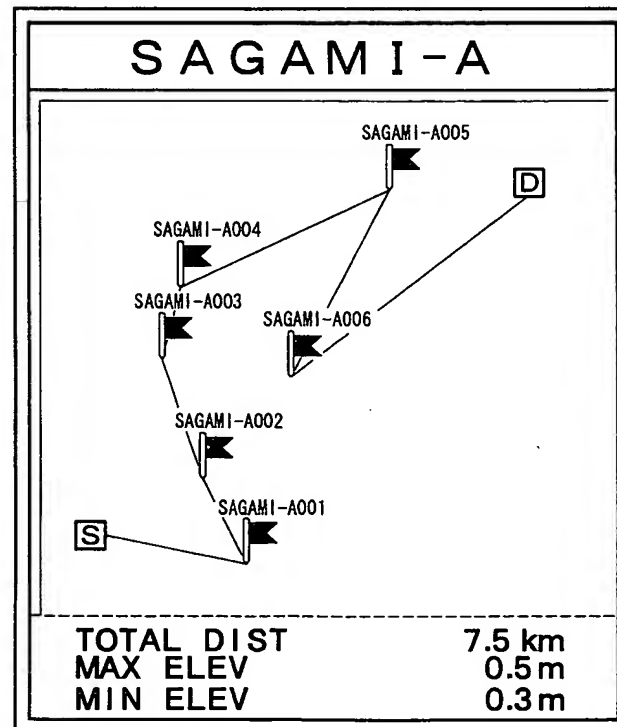 SAGAMI-A
SAGAMI-A005
D
SAGAMI-A004
SAGAMI-A003
SAGAMI-A006
SAGAMI-A002
SAGAMI-A001
S
TOTAL DIST 7.5 km
MAX ELEV 0.5 m
MIN ELEV 0.3 m